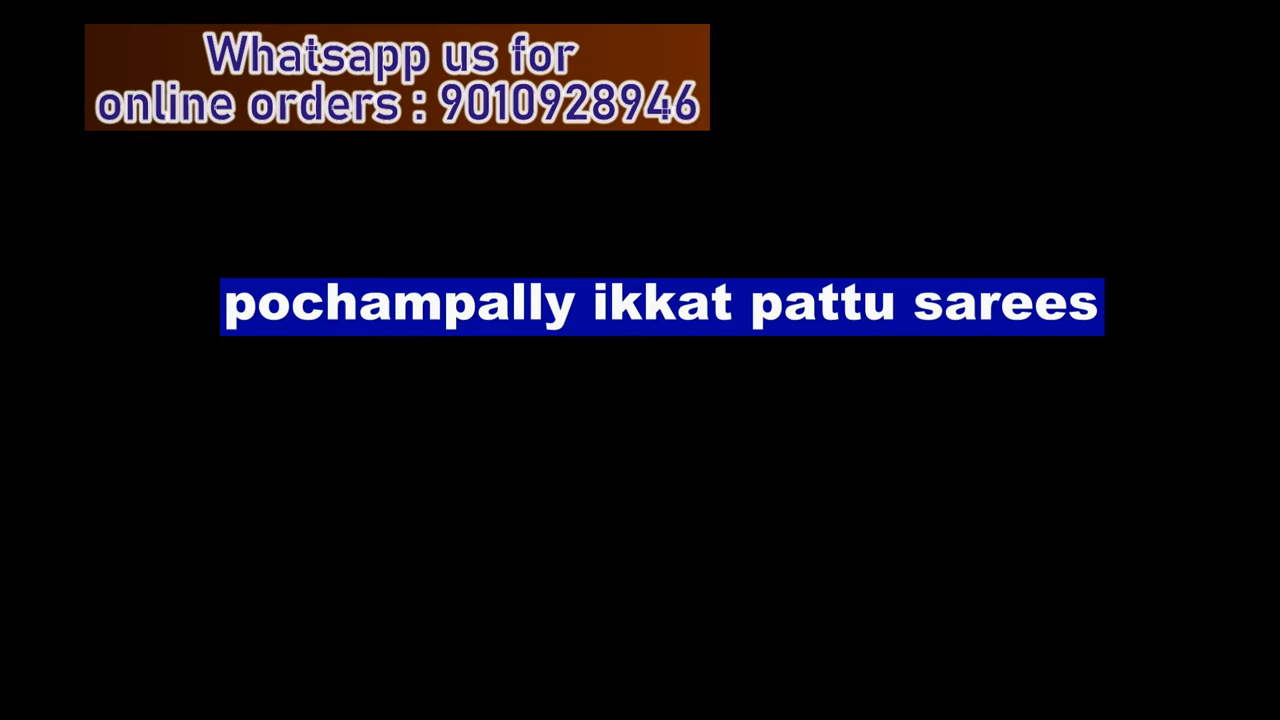 Whatsapp us for
online orders : 9010928946
pochampally ikkat pattu sarees